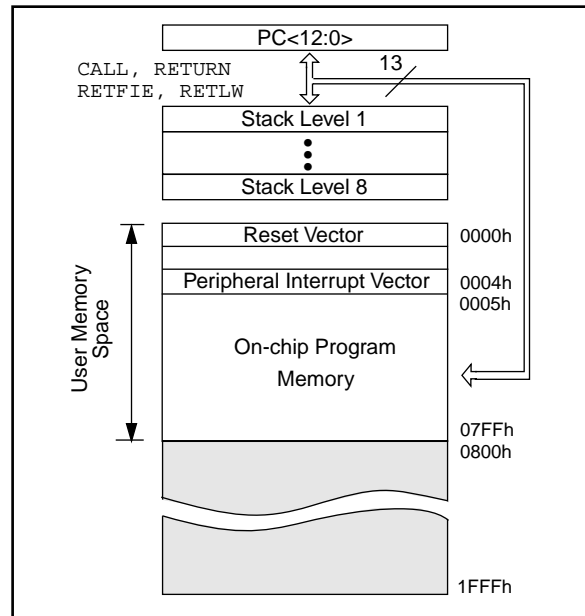 PC<12:0>
CALL, RETURN
RETFIE, RETLW
13
Stack Level 1
Stack Level 8
User Memory
Space
Reset Vector
0000h
Peripheral Interrupt Vector
0004h
0005h
On-chip Program
Memory
07FFh
0800h
1FFFh